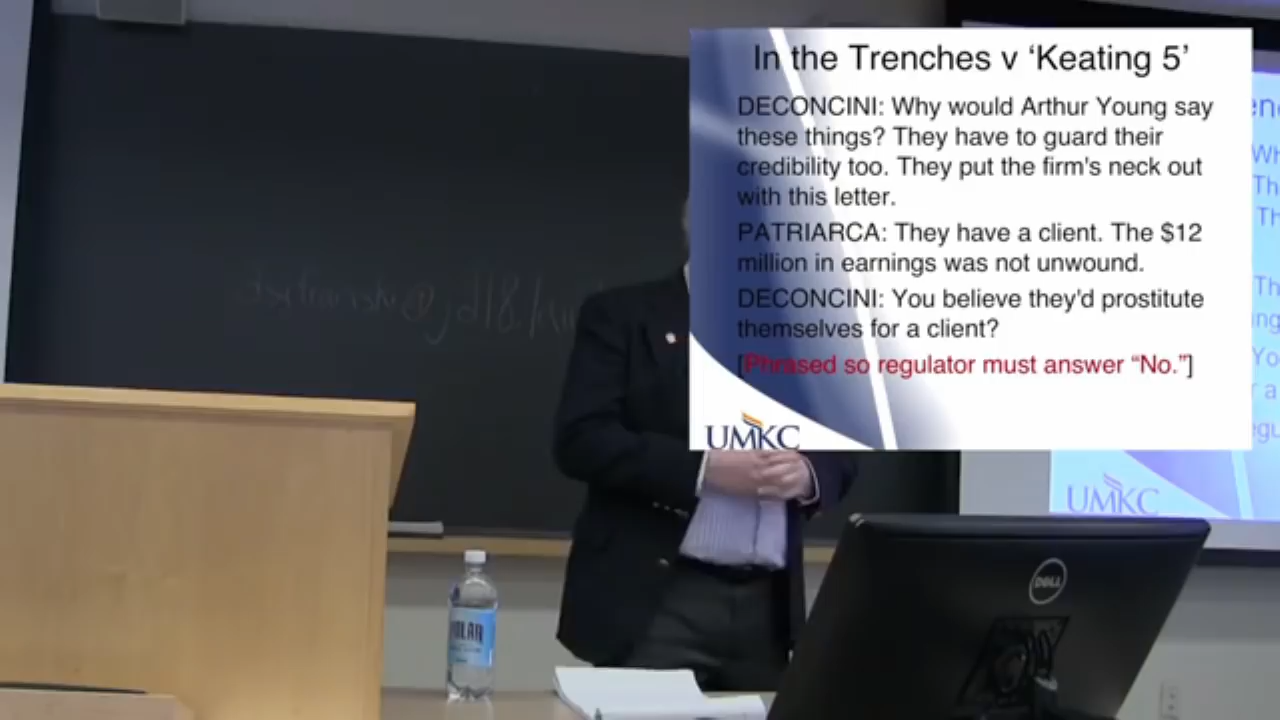 In the Trenches v ‘Keating 5’
DECONCINI: Why would Arthur Young say
these things? They have to guard their
credibility too. They put the firm's neck out
with this letter.
PATRIARCA: They have a client. The $12
million in earnings was not unwound.
DECONCINI: You believe they'd prostitute
themselves for a client?
[Phrased so regulator must answer “No.”]
UMKC
UMKC
DELL